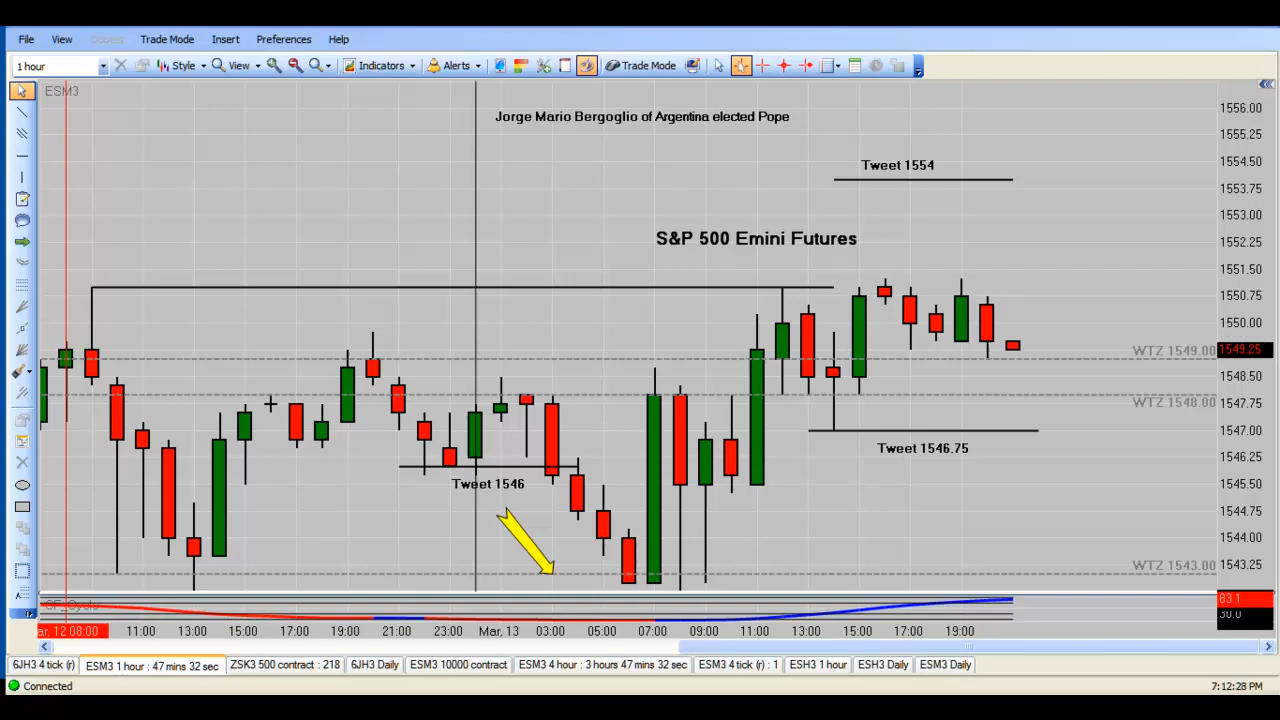 File View Trade Mode Insert Preferences Help
1 hour Style View Indicators Alerts Trade Mode
ESM3
Jorge Mario Bergoglio of Argentina elected Pope
Tweet 1554
S&P 500 Emini Futures
WTZ 1549.00
WTZ 1548.00
Tweet 1546.75
Tweet 1546
WTZ 1543.00
1556.00
1555.25
1554.50
1553.75
1553.00
1552.25
1551.50
1550.75
1550.00
1549.25
1548.50
1547.75
1547.00
1546.25
1545.50
1544.75
1544.00
1543.25
CF_Cycle
83.1
30.0
ar. 12 08:00 11:00 13:00 15:00 17:00 19:00 21:00 23:00 Mar, 13 03:00 05:00 07:00 09:00 11:00 13:00 15:00 17:00 19:00
6JH3 4 tick (r) ESM3 1 hour : 47 mins 32 sec ZSK3 500 contract : 218 6JH3 Daily ESM3 10000 contract ESM3 4 hour : 3 hours 47 mins 32 sec ESM3 4 tick (r) : 1 ESH3 1 hour ESH3 Daily ESM3 Daily
Connected 7:12:28 PM